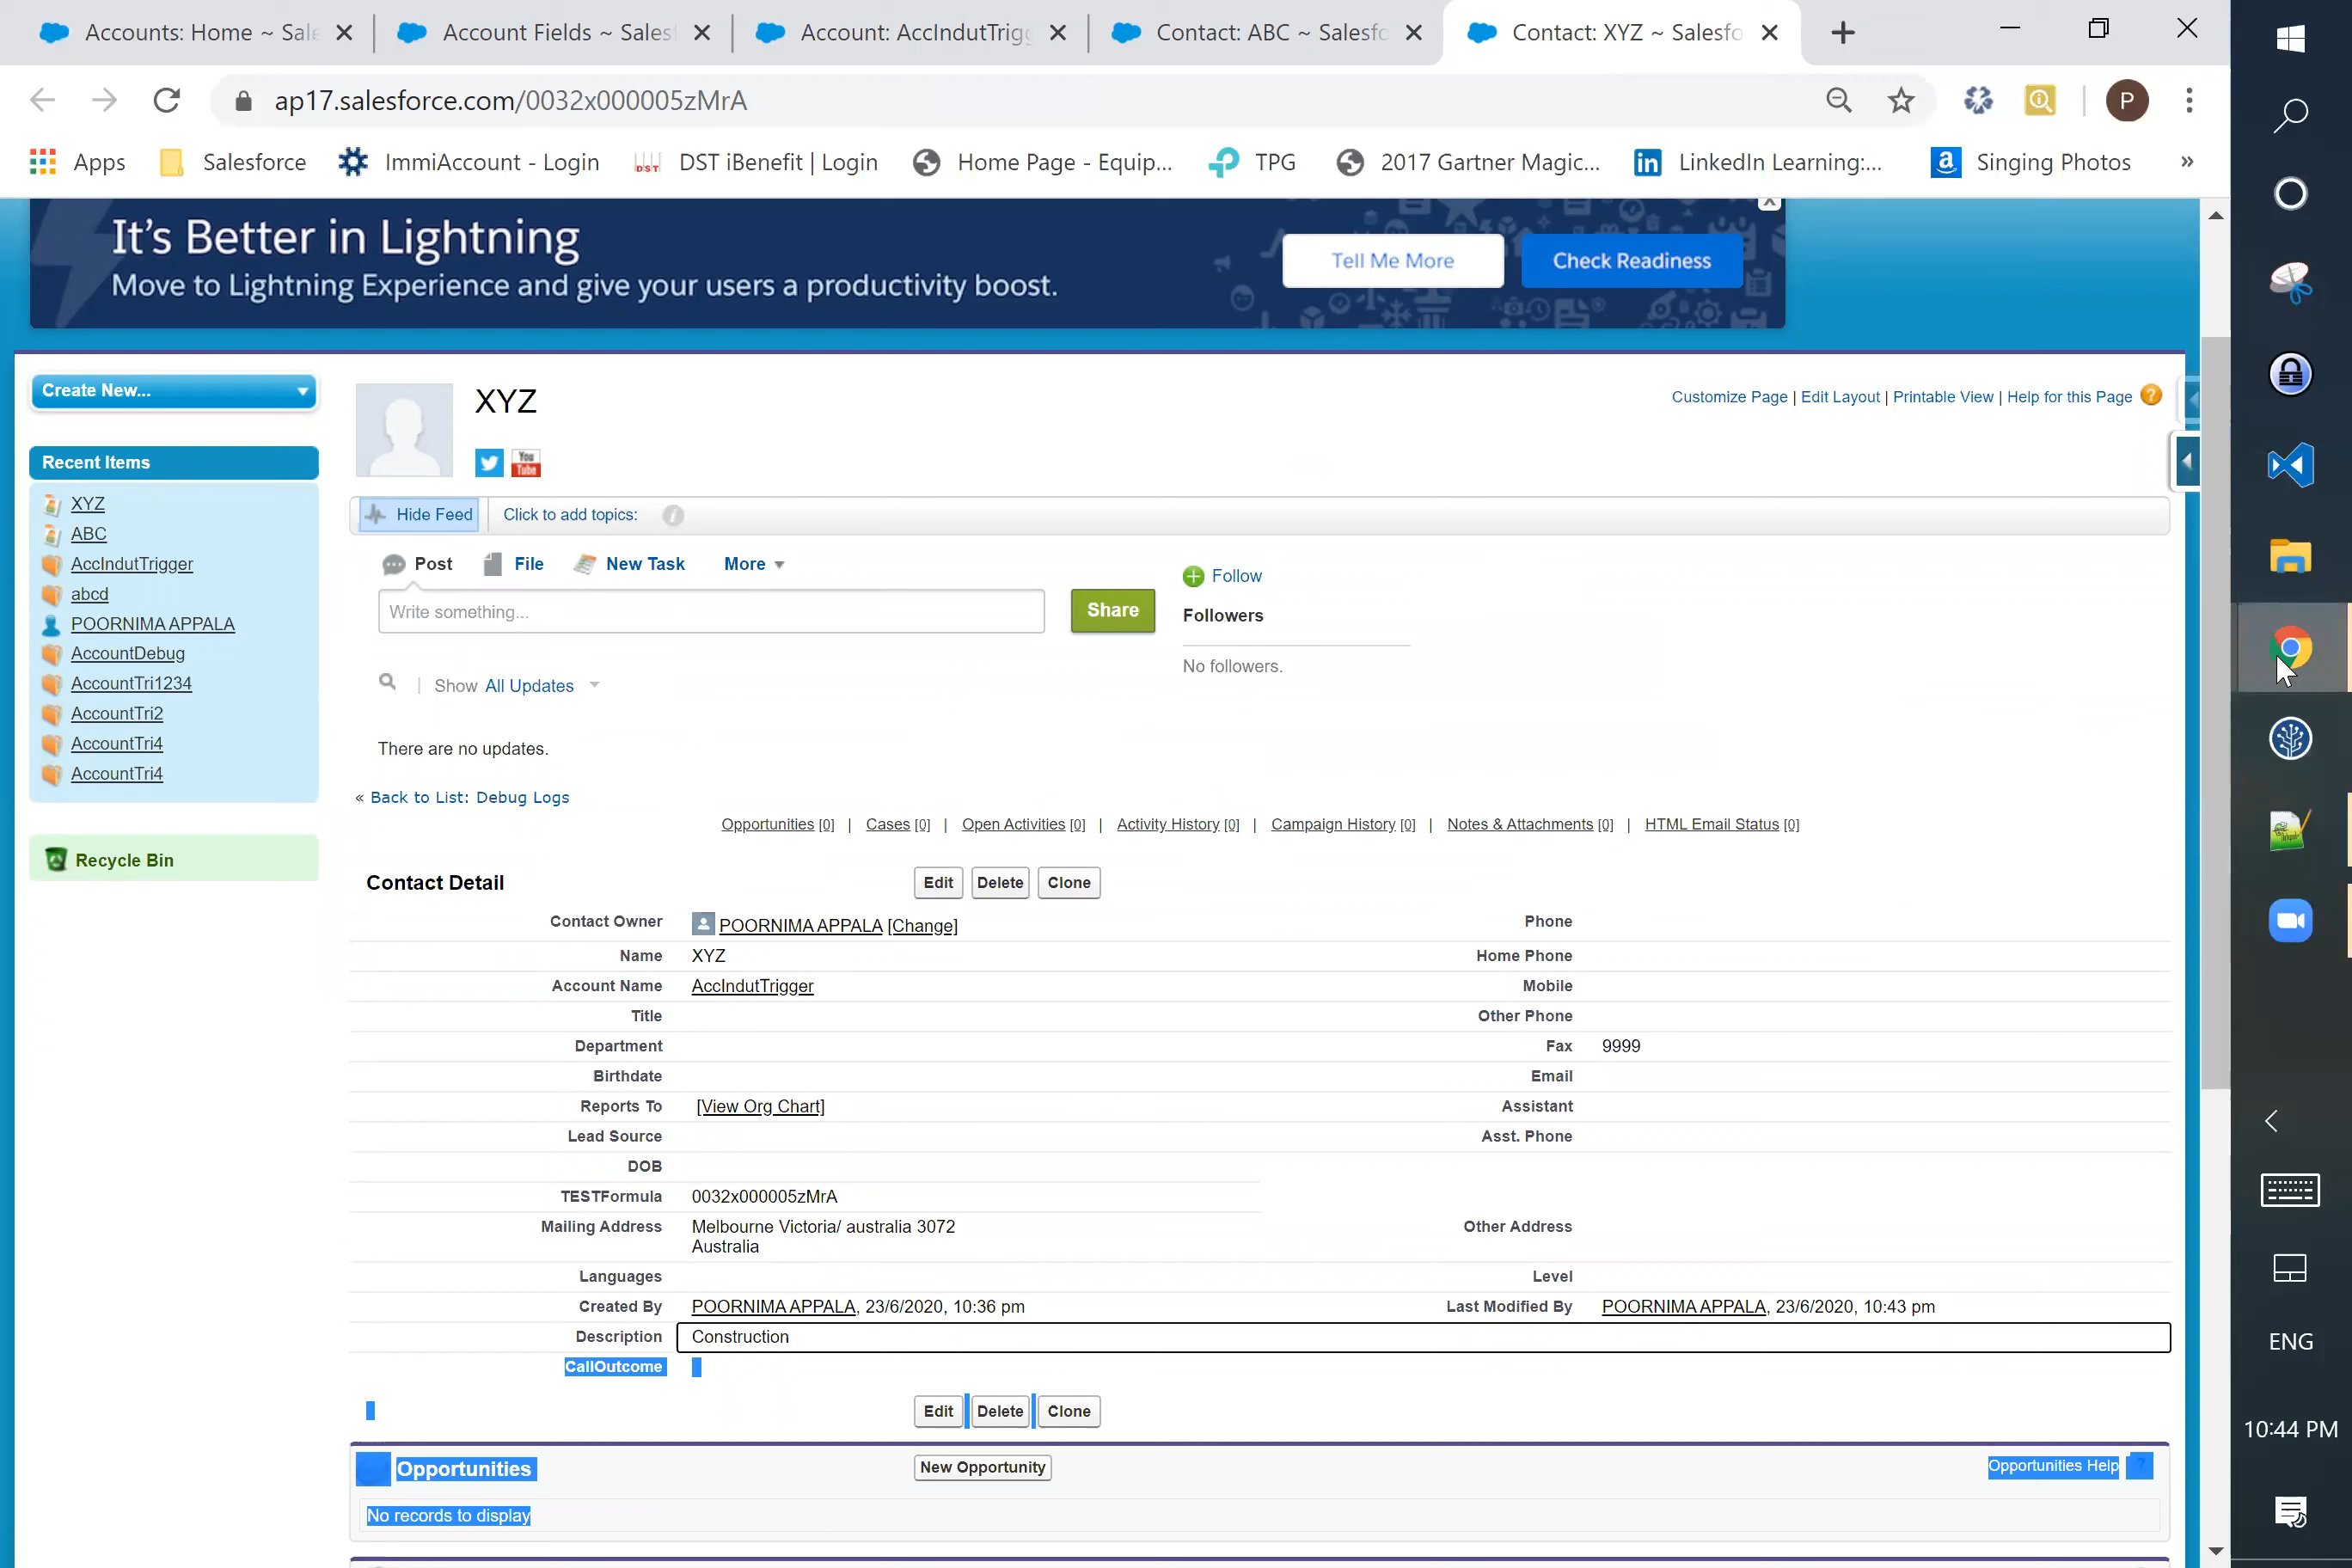 Accounts: Home ~ Sale
Account Fields ~ Sales
Account: AccIndutTrigg
Contact: ABC ~ Salesfo
Contact: XYZ ~ Salesfo
ap17.salesforce.com/0032x000005zMrA
P
Apps
Salesforce
ImmiAccount - Login
DST
DST iBenefit | Login
Home Page - Equip...
TPG
2017 Gartner Magic...
in
LinkedIn Learning:...
a
Singing Photos
»
It's Better in Lightning
Move to Lightning Experience and give your users a productivity boost.
Tell Me More
Check Readiness
X
Create New...
Recent Items
XYZ
ABC
AccIndutTrigger
abcd
POORNIMA APPALA
AccountDebug
AccountTri1234
AccountTri2
AccountTri4
AccountTri4
Recycle Bin
XYZ
You Tube
Customize Page | Edit Layout | Printable View | Help for this Page ?
Hide Feed
Click to add topics:
i
Post
File
New Task
More
Write something...
Share
Follow
Followers
No followers.
Show All Updates
There are no updates.
« Back to List: Debug Logs
Opportunities [0] | Cases [0] | Open Activities [0] | Activity History [0] | Campaign History [0] | Notes & Attachments [0] | HTML Email Status [0]
Contact Detail
Edit
Delete
Clone
Contact Owner POORNIMA APPALA [Change]
Phone
Name XYZ
Home Phone
Account Name AccIndutTrigger
Mobile
Title
Other Phone
Department
Fax 9999
Birthdate
Email
Reports To [View Org Chart]
Assistant
Lead Source
Asst. Phone
DOB
TESTFormula 0032x000005zMrA
Mailing Address Melbourne Victoria/ australia 3072
Australia
Other Address
Languages
Level
Created By POORNIMA APPALA, 23/6/2020, 10:36 pm
Last Modified By POORNIMA APPALA, 23/6/2020, 10:43 pm
Description Construction
CallOutcome
Edit
Delete
Clone
Opportunities
New Opportunity
Opportunities Help ?
No records to display
ENG
10:44 PM